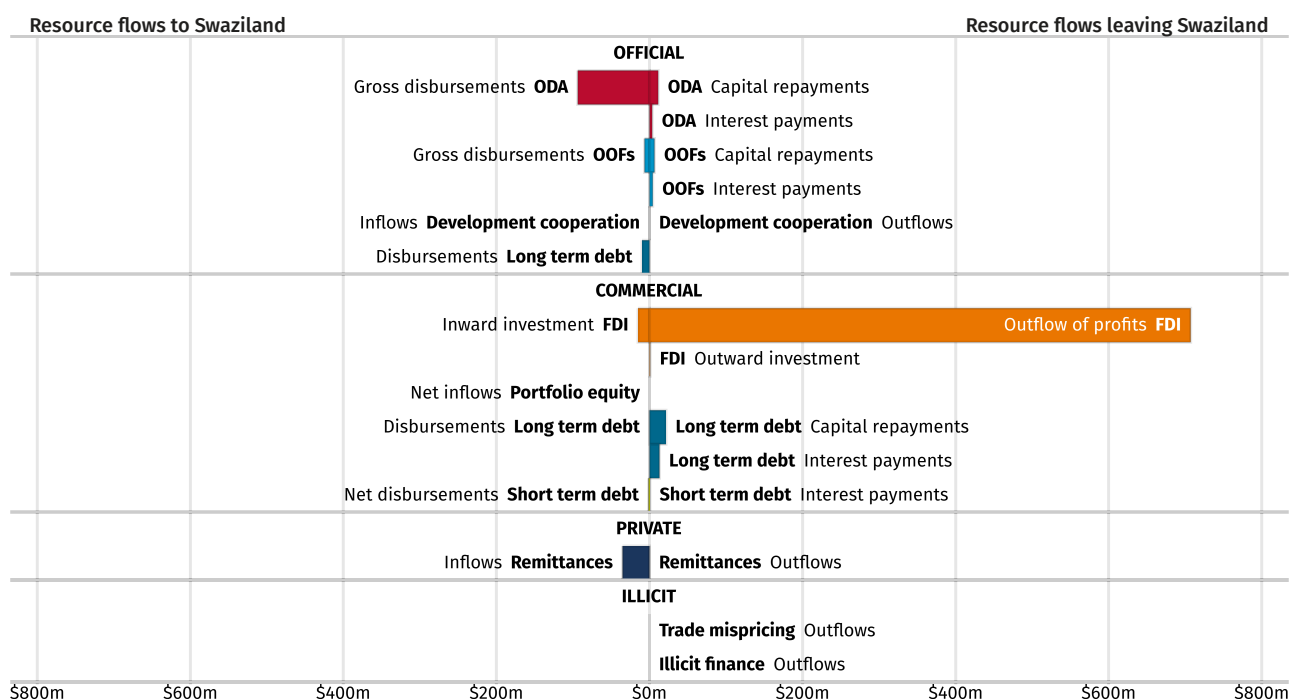 Resource flows to Swaziland Resource flows leaving Swaziland
OFFICIAL
Gross disbursements ODA ODA Capital repayments
ODA Interest payments
Gross disbursements OOFs OOFs Capital repayments
OOFs Interest payments
Inflows Development cooperation Development cooperation Outflows
Disbursements Long term debt
COMMERCIAL
Inward investment FDI Outflow of profits FDI
FDI Outward investment
Net inflows Portfolio equity
Disbursements Long term debt Long term debt Capital repayments
Long term debt Interest payments
Net disbursements Short term debt Short term debt Interest payments
PRIVATE
Inflows Remittances Remittances Outflows
ILLICIT
Trade mispricing Outflows
Illicit finance Outflows
$800m $600m $400m $200m $0m $200m $400m $600m $800m